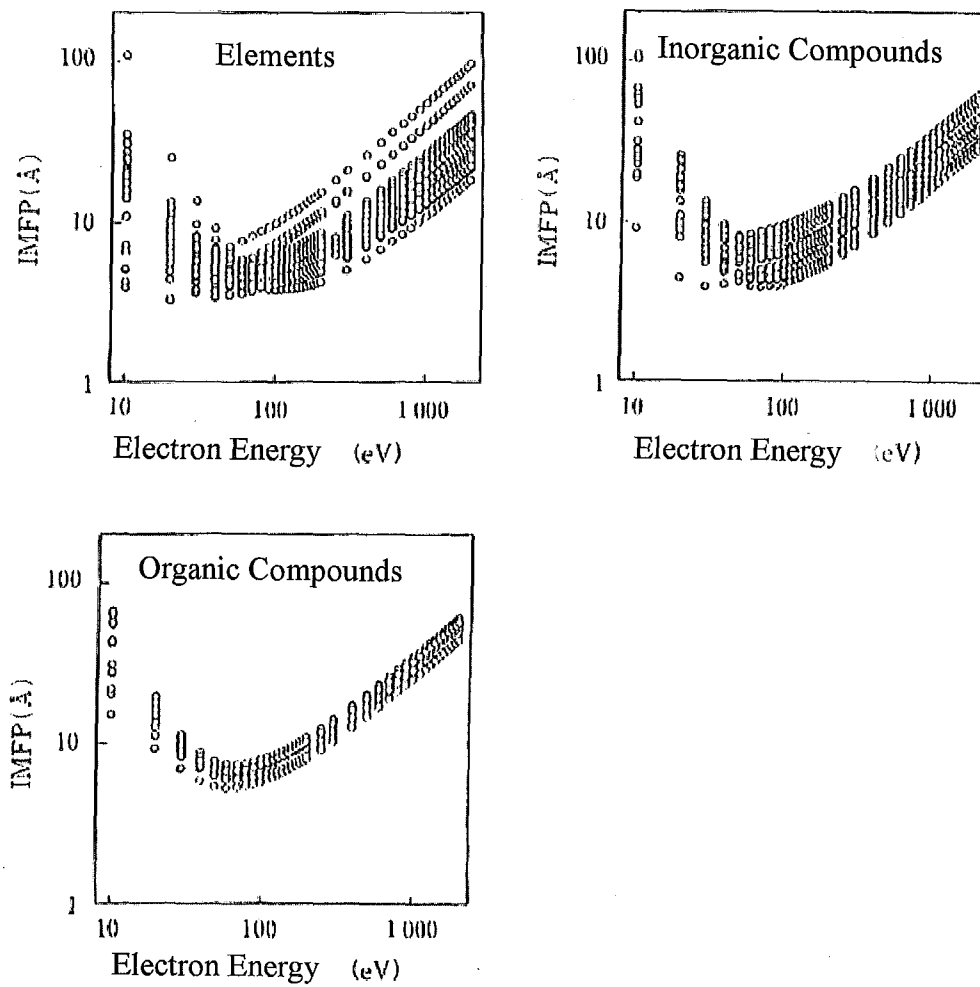 Elements
100
10
1
IMFP(Å)
10 100 1 000
Electron Energy (eV)
Inorganic Compounds
100
10
1
IMFP(Å)
10 100 1 000
Electron Energy (eV)
Organic Compounds
100
10
1
IMFP(Å)
10 100 1 000
Electron Energy (eV)